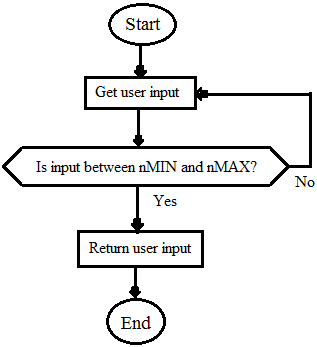 Start
Get user input
Is input between nMIN and nMAX?
No
Yes
Return user input
End